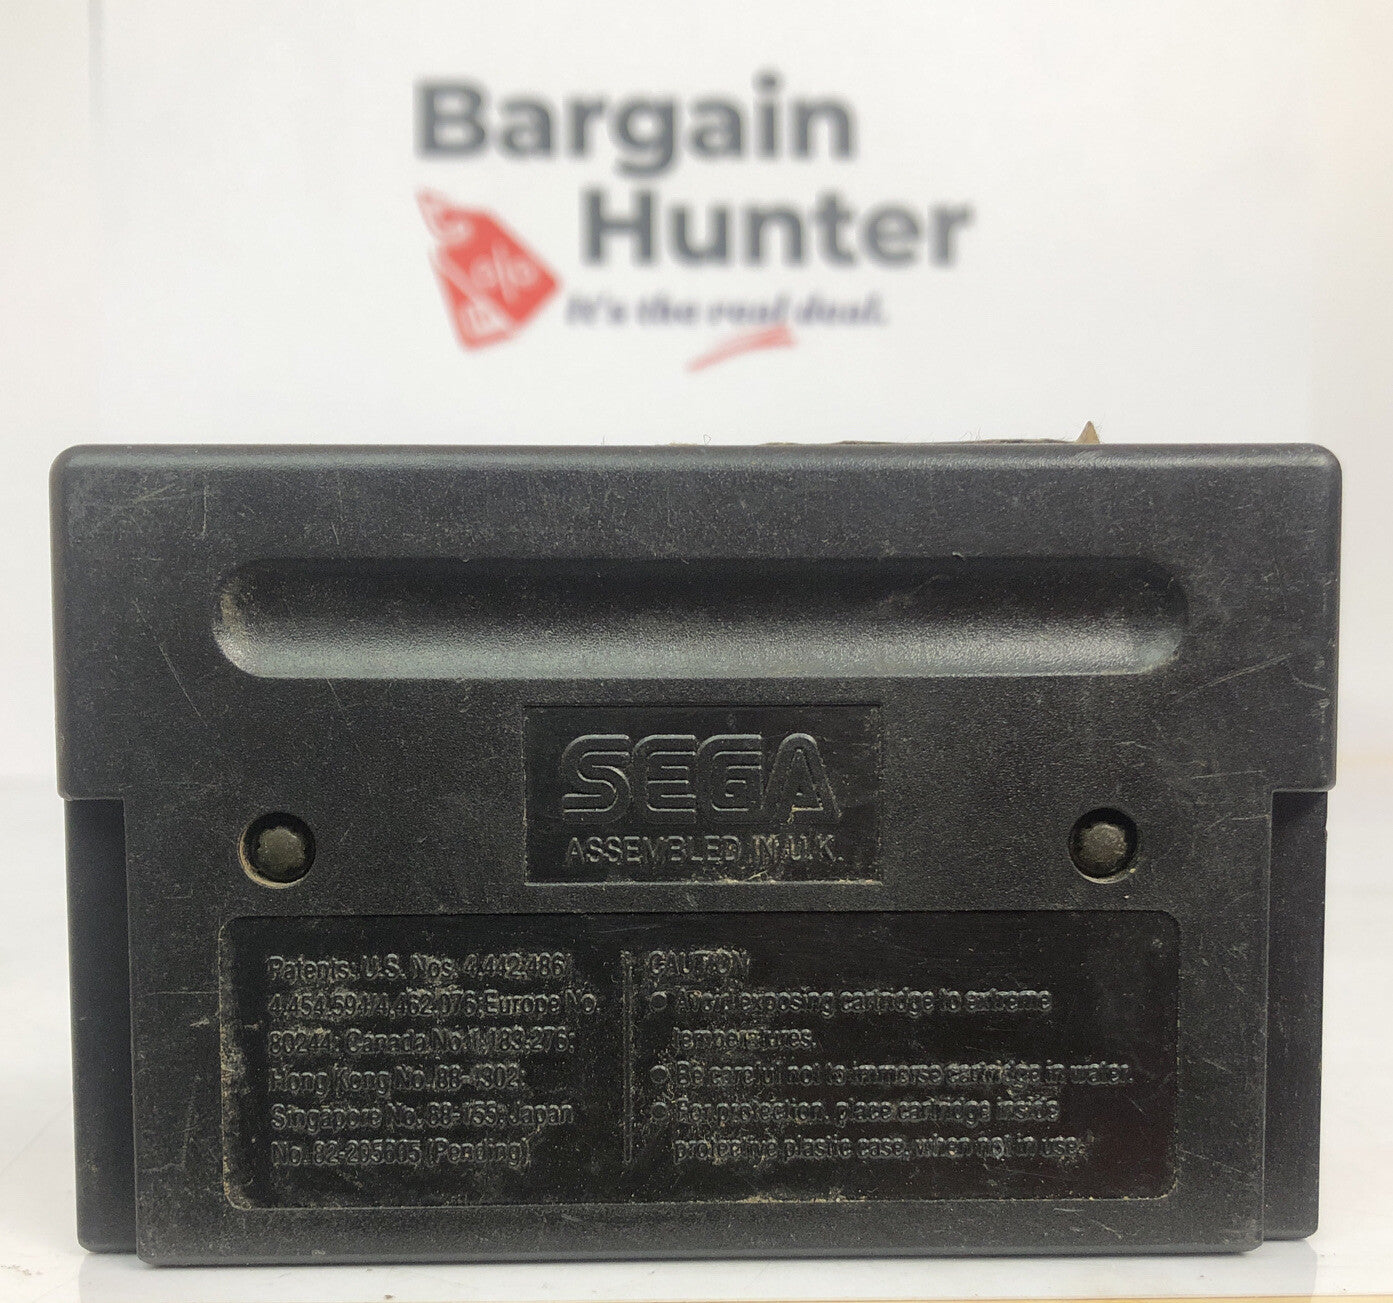 Bargain
Hunter
It's the real deal.
SEGA
ASSEMBLED IN U.K.
Patents: U.S. Nos. 4,442,486/
4,454,594/4,462,076; Europe No.
80244; Canada No. 1,183,276;
Hong Kong No. 88-4302;
Singapore No. 88-155; Japan
No. 82-205605 (Pending)
CAUTION
● Avoid exposing cartridge to extreme
temperatures.
● Be careful not to immerse cartridge in water.
● For protection, place cartridge inside
protective plastic case, when not in use.